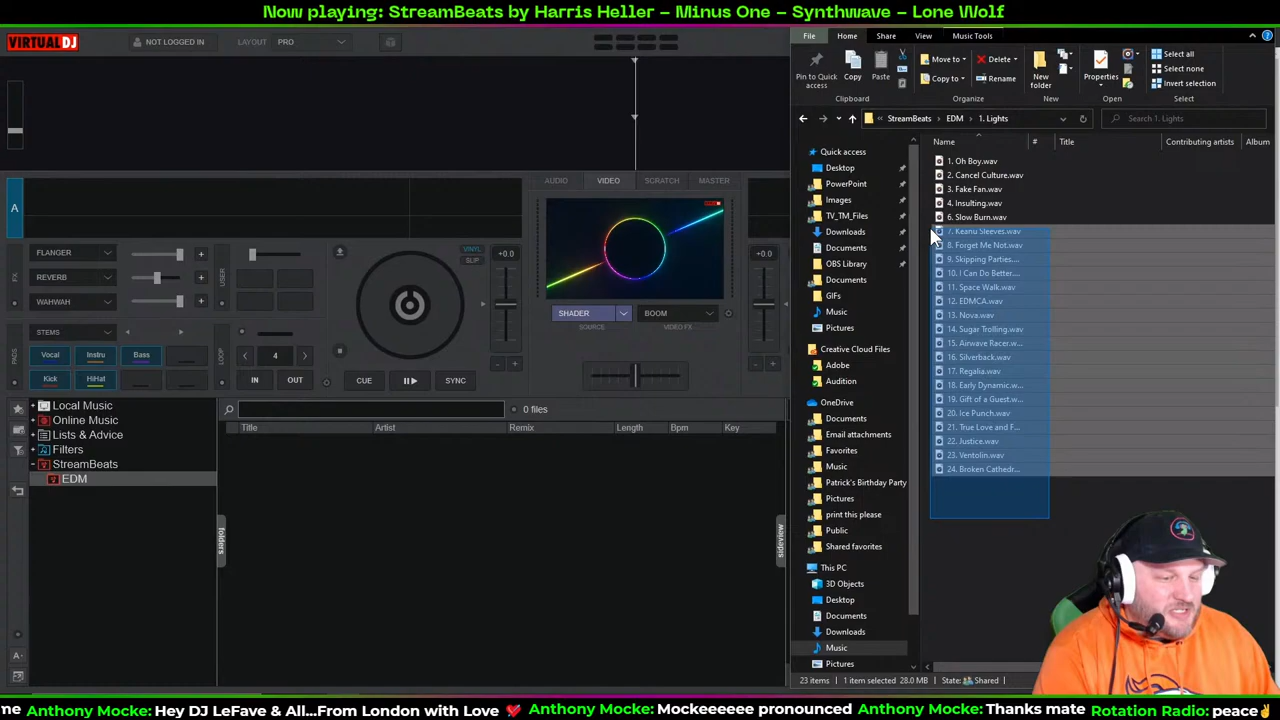 Now playing: StreamBeats by Harris Heller – Minus One – Synthwave – Lone Wolf
VIRTUAL DJ
NOT LOGGED IN
LAYOUT
PRO
File
Home
Share
View
Music Tools
Pin to Quick access
Copy
Paste
Move to
Copy to
Delete
Rename
New folder
Properties
Select all
Select none
Invert selection
Clipboard
Organize
New
Open
Select
StreamBeats
EDM
1. Lights
Search 1. Lights
A
AUDIO
VIDEO
SCRATCH
MASTER
FX
FLANGER
REVERB
WAHWAH
USER
VINYL
SLIP
+0.0
+0.0
SHADER
SOURCE
BOOM
VIDEO FX
PADS
STEMS
Vocal
Instru
Bass
Kick
HiHat
LOOP
4
IN
OUT
CUE
SYNC
0 files
Title
Artist
Remix
Length
Bpm
Key
Local Music
Online Music
Lists & Advice
Filters
StreamBeats
EDM
folders
sideview
Quick access
Desktop
PowerPoint
Images
TV_TM_Files
Downloads
Documents
OBS Library
Documents
GIFs
Music
Pictures
Creative Cloud Files
Adobe
Audition
OneDrive
Documents
Email attachments
Favorites
Music
Patrick's Birthday Party
Pictures
print this please
Public
Shared favorites
This PC
3D Objects
Desktop
Documents
Downloads
Music
Pictures
Name
#
Title
Contributing artists
Album
1. Oh Boy.wav
2. Cancel Culture.wav
3. Fake Fan.wav
4. Insulting.wav
6. Slow Burn.wav
7. Keanu Sleeves.wav
8. Forget Me Not.wav
9. Skipping Parties....
10. I Can Do Better....
11. Space Walk.wav
12. EDMCA.wav
13. Nova.wav
14. Sugar Trolling.wav
15. Airwave Racer.w...
16. Silverback.wav
17. Regalia.wav
18. Early Dynamic.w...
19. Gift of a Guest.w...
20. Ice Punch.wav
21. True Love and F...
22. Justice.wav
23. Ventolin.wav
24. Broken Cathedr...
23 items
1 item selected 28.0 MB
State:
Shared
me Anthony Mocke: Hey DJ LeFave & All...From London with Love ❤ Anthony Mocke: Mockeeeeee pronounced Anthony Mocke: Thanks mate Rotation Radio: peace✌